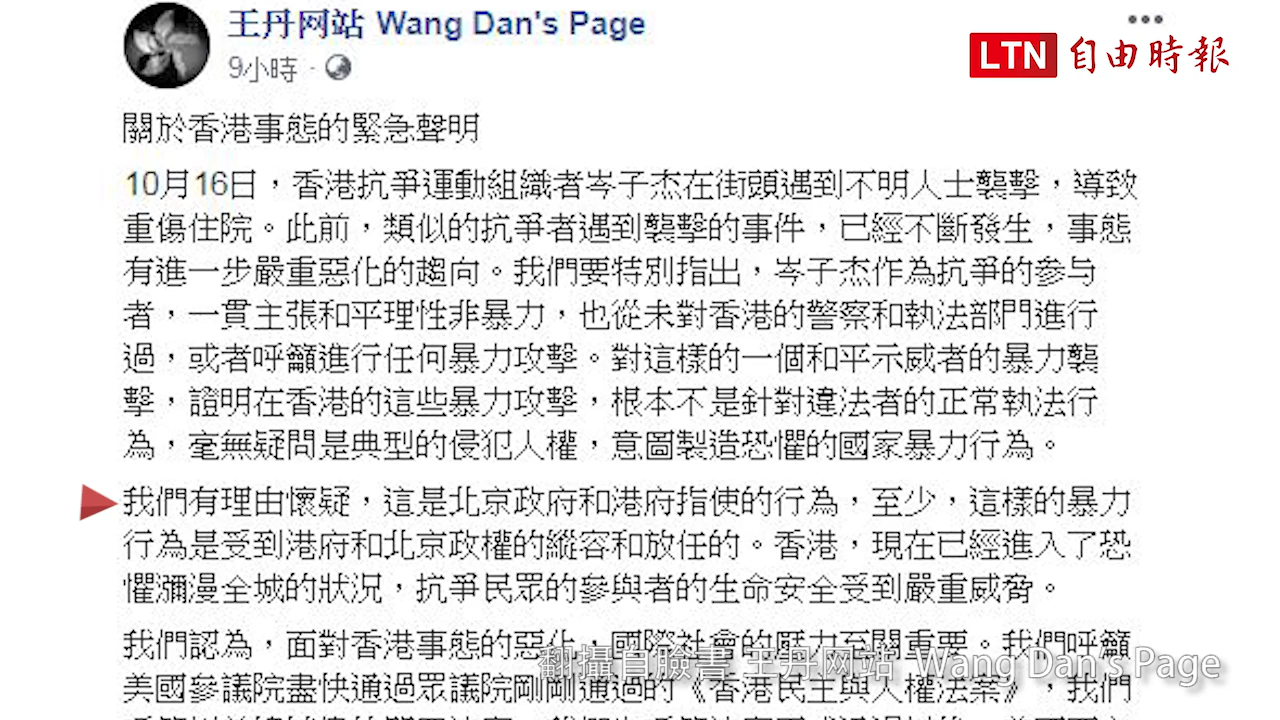 王丹网站 Wang Dan's Page
9小時
LTN 自由時報
關於香港事態的緊急聲明
10月16日，香港抗爭運動組織者岑子杰在街頭遇到不明人士襲擊，導致
重傷住院。此前，類似的抗爭者遇到襲擊的事件，已經不斷發生，事態
有進一步嚴重惡化的趨向。我們要特別指出，岑子杰作為抗爭的參与
者，一貫主張和平理性非暴力，也從未對香港的警察和執法部門進行
過，或者呼籲進行任何暴力攻擊。對這樣的一個和平示威者的暴力襲
擊，證明在香港的這些暴力攻擊，根本不是針對違法者的正常執法行
為，毫無疑問是典型的侵犯人權，意圖製造恐懼的國家暴力行為。
我們有理由懷疑，這是北京政府和港府指使的行為，至少，這樣的暴力
行為是受到港府和北京政權的縱容和放任的。香港，現在已經進入了恐
懼瀰漫全城的狀況，抗爭民眾的參與者的生命安全受到嚴重威脅。
我們認為，面對香港事態的惡化，國際社會的壓力至關重要。我們呼籲
美國參議院盡快通過眾議院剛剛通過的《香港民主與人權法案》，我們
翻攝自臉書 王丹网站 Wang Dan's Page